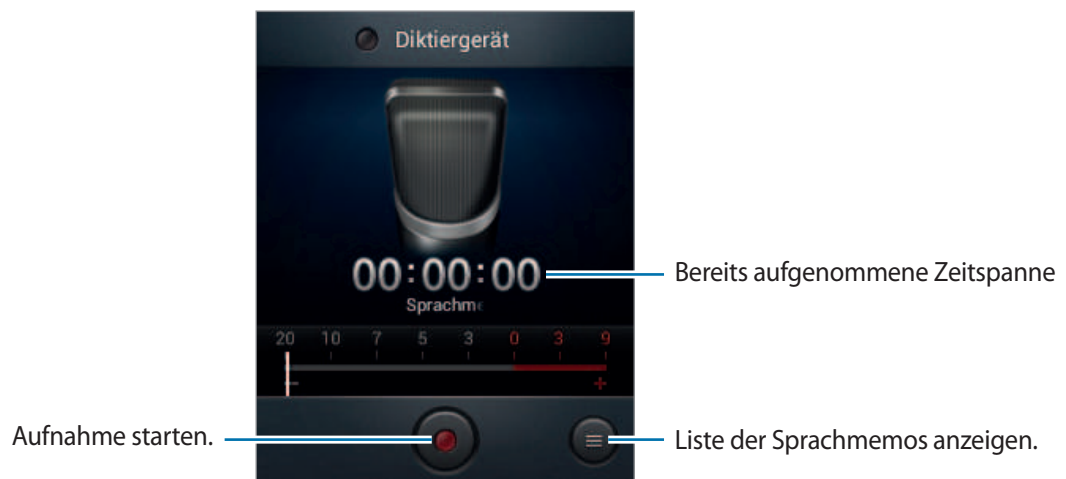 Diktiergerät
00:00:00
Bereits aufgenommene Zeitspanne
Sprachme
20 10 7 5 3 0 3 9
- +
Aufnahme starten.
Liste der Sprachmemos anzeigen.